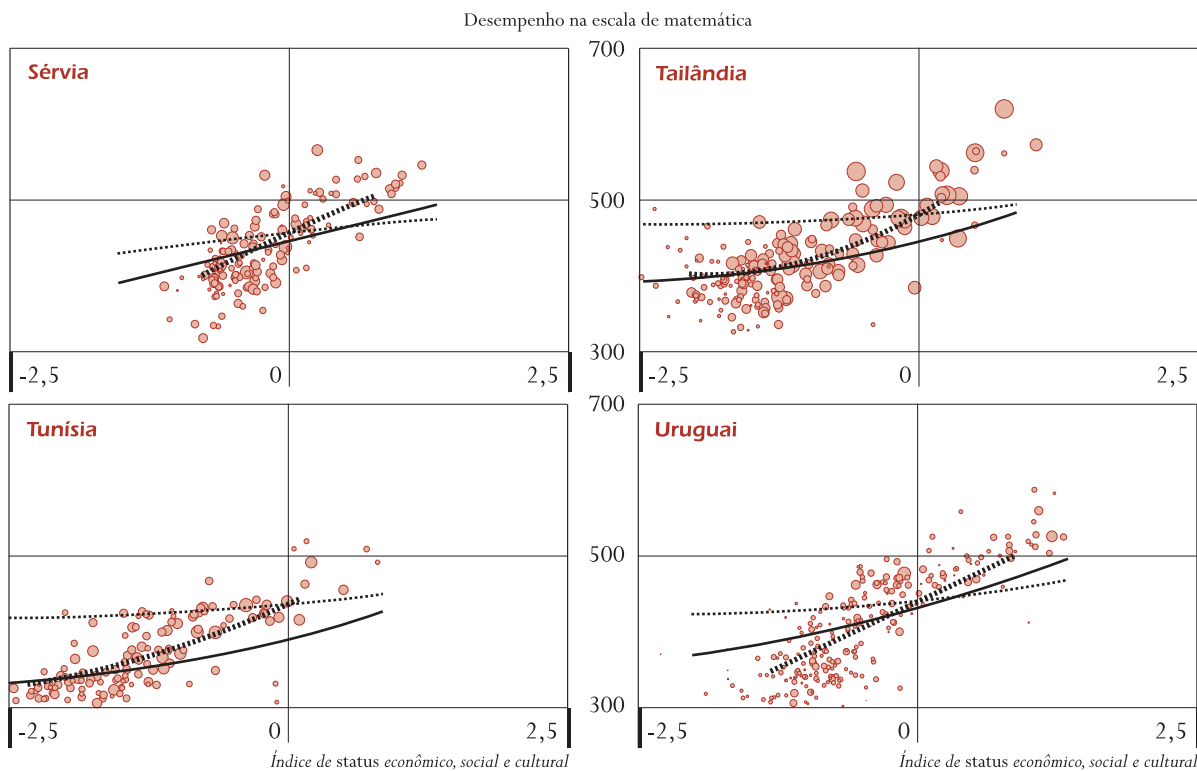 Desempenho na escala de matemática
700
Sérvia
Tailândia
500
300
-2,5 0 2,5
-2,5 0 2,5
700
Tunísia
Uruguai
500
300
-2,5 0 2,5
-2,5 0 2,5
Índice de status econômico, social e cultural
Índice de status econômico, social e cultural